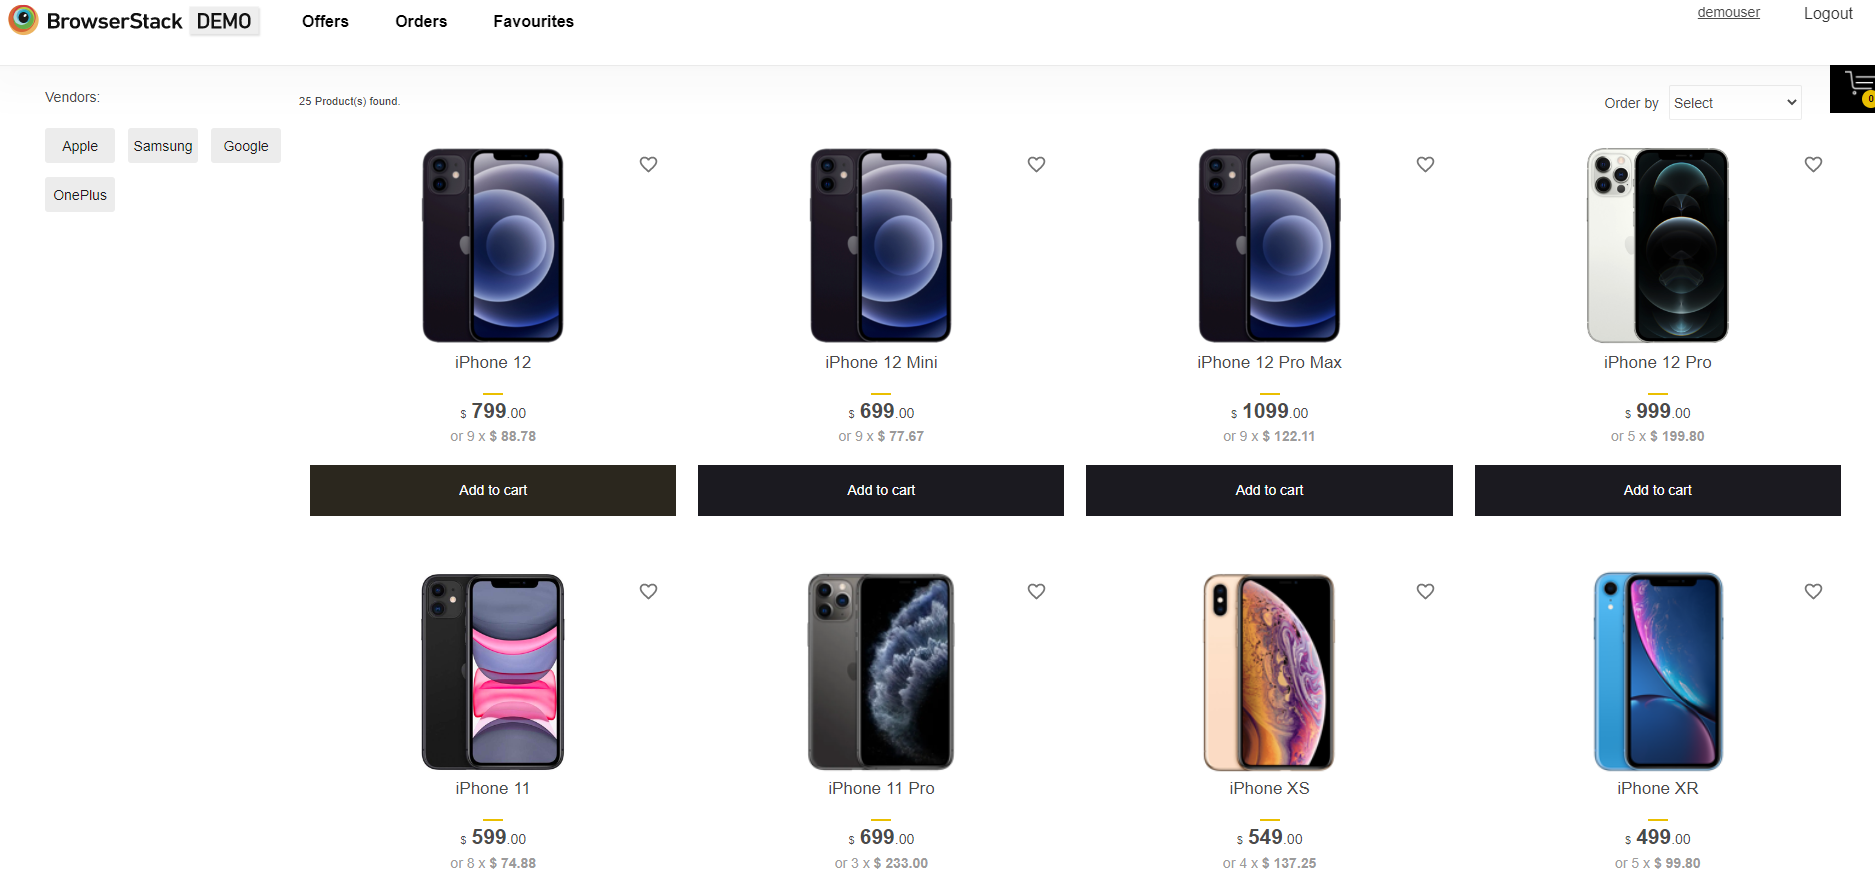 BrowserStack DEMO
Offers
Orders
Favourites
demouser
Logout
Vendors:
Apple
Samsung
Google
OnePlus
25 Product(s) found.
Order by
Select
0
iPhone 12
$ 799.00
or 9 x $ 88.78
Add to cart
iPhone 12 Mini
$ 699.00
or 9 x $ 77.67
Add to cart
iPhone 12 Pro Max
$ 1099.00
or 9 x $ 122.11
Add to cart
iPhone 12 Pro
$ 999.00
or 5 x $ 199.80
Add to cart
iPhone 11
$ 599.00
or 8 x $ 74.88
iPhone 11 Pro
$ 699.00
or 3 x $ 233.00
iPhone XS
$ 549.00
or 4 x $ 137.25
iPhone XR
$ 499.00
or 5 x $ 99.80